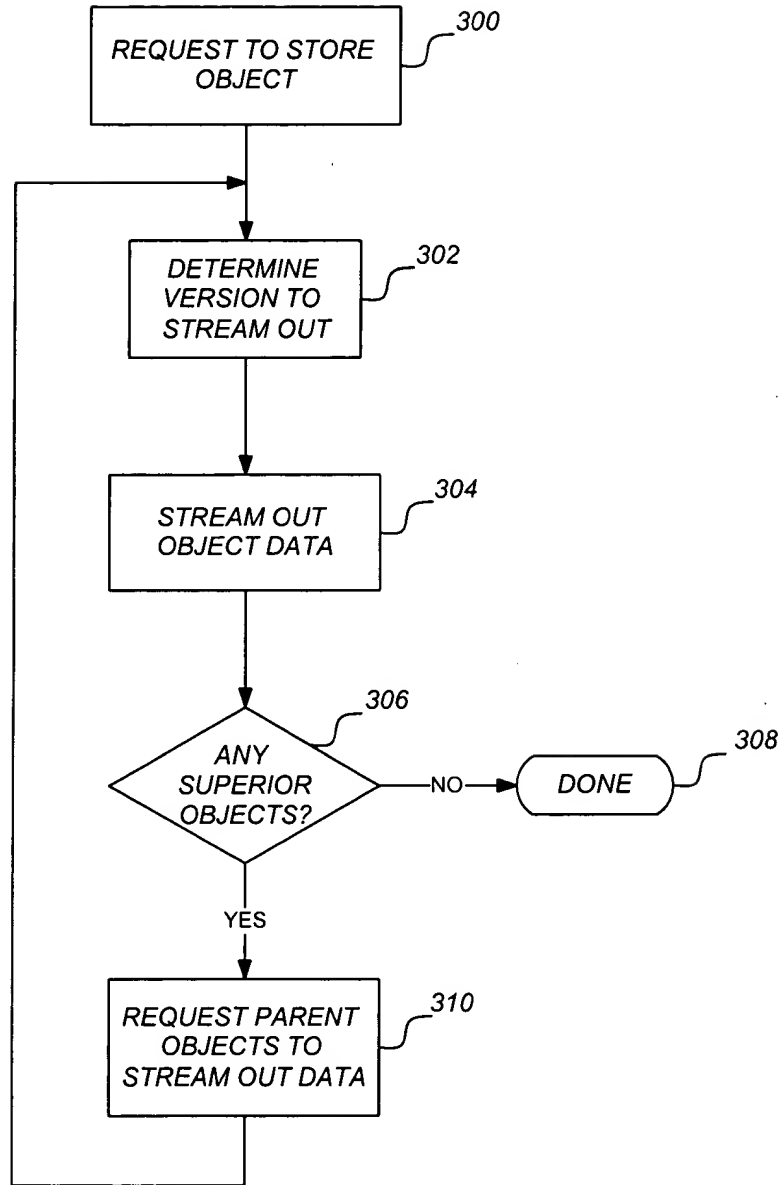 REQUEST TO STORE
OBJECT
300
DETERMINE
VERSION TO
STREAM OUT
302
STREAM OUT
OBJECT DATA
304
ANY
SUPERIOR
OBJECTS?
306
NO
DONE
308
YES
REQUEST PARENT
OBJECTS TO
STREAM OUT DATA
310